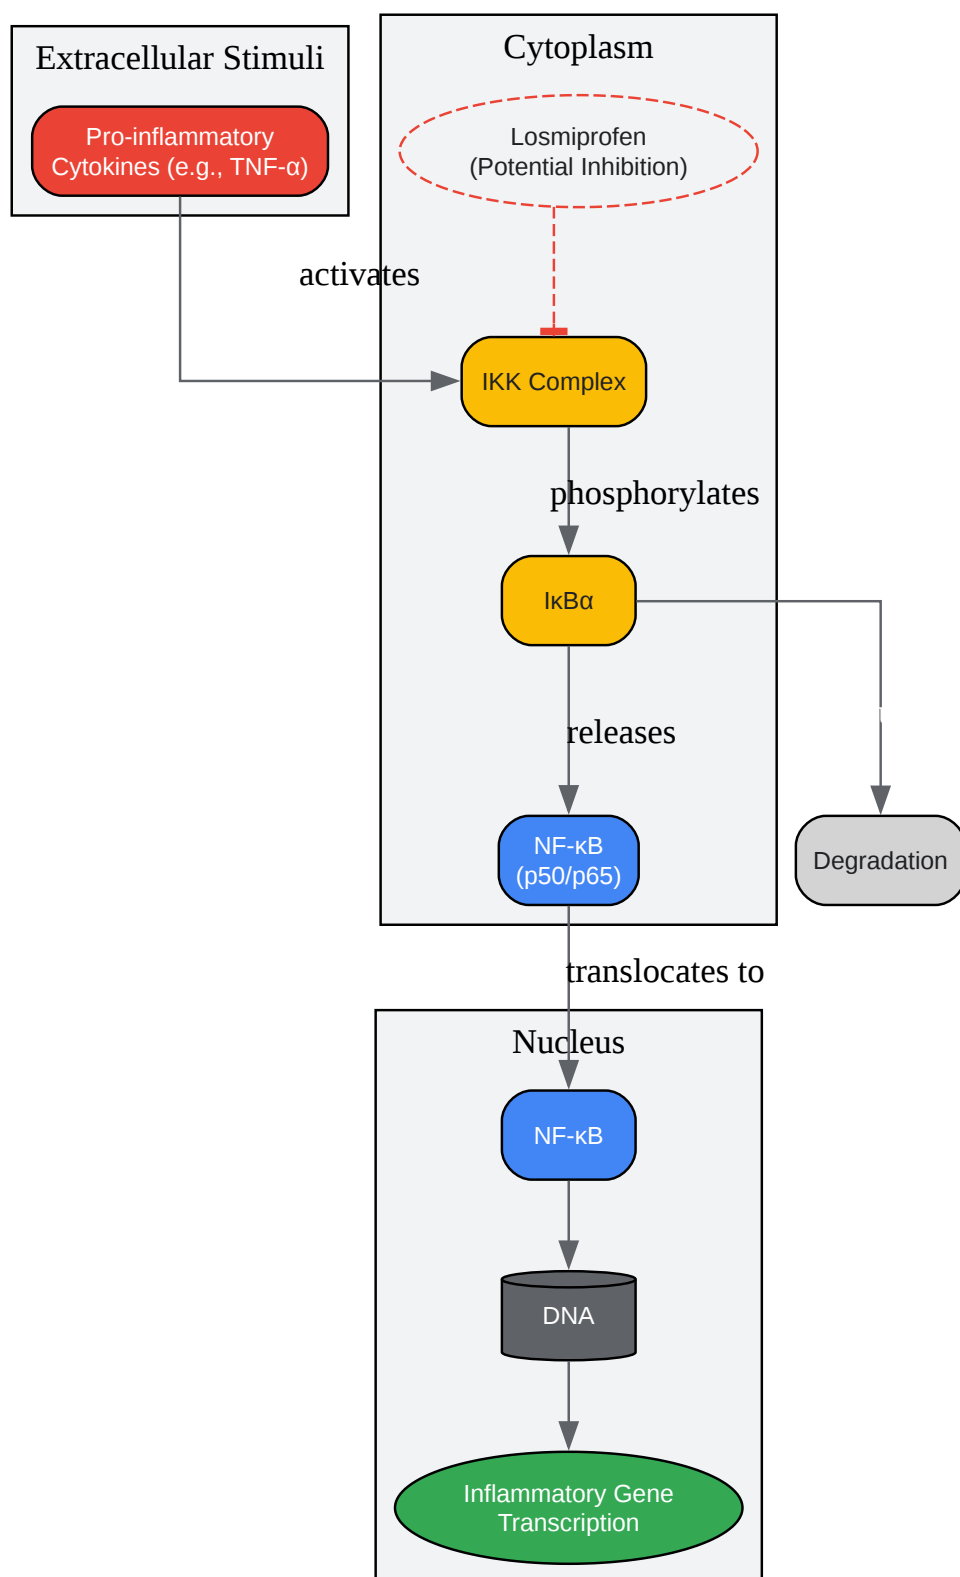 Extracellular Stimuli
Pro-inflammatory
Cytokines (e.g., TNF-α)
Cytoplasm
Losmiprofen
(Potential Inhibition)
activates
IKK Complex
phosphorylates
IκBα
releases
NF-κB
(p50/p65)
Degradation
translocates to
Nucleus
NF-κB
DNA
Inflammatory Gene
Transcription